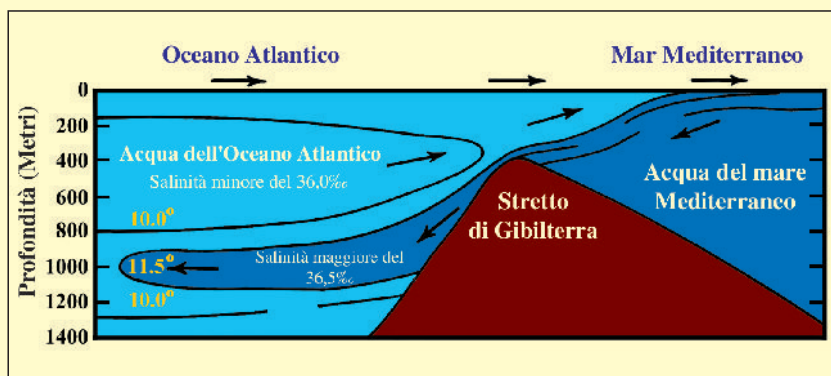 Oceano Atlantico
Mar Mediterraneo
Profondità (Metri)
0
200
400
600
800
1000
1200
1400
Acqua dell'Oceano Atlantico
Salinità minore del 36,0‰
10.0°
11.5°
10.0°
Salinità maggiore del
36,5‰
Stretto
di Gibilterra
Acqua del mare
Mediterraneo